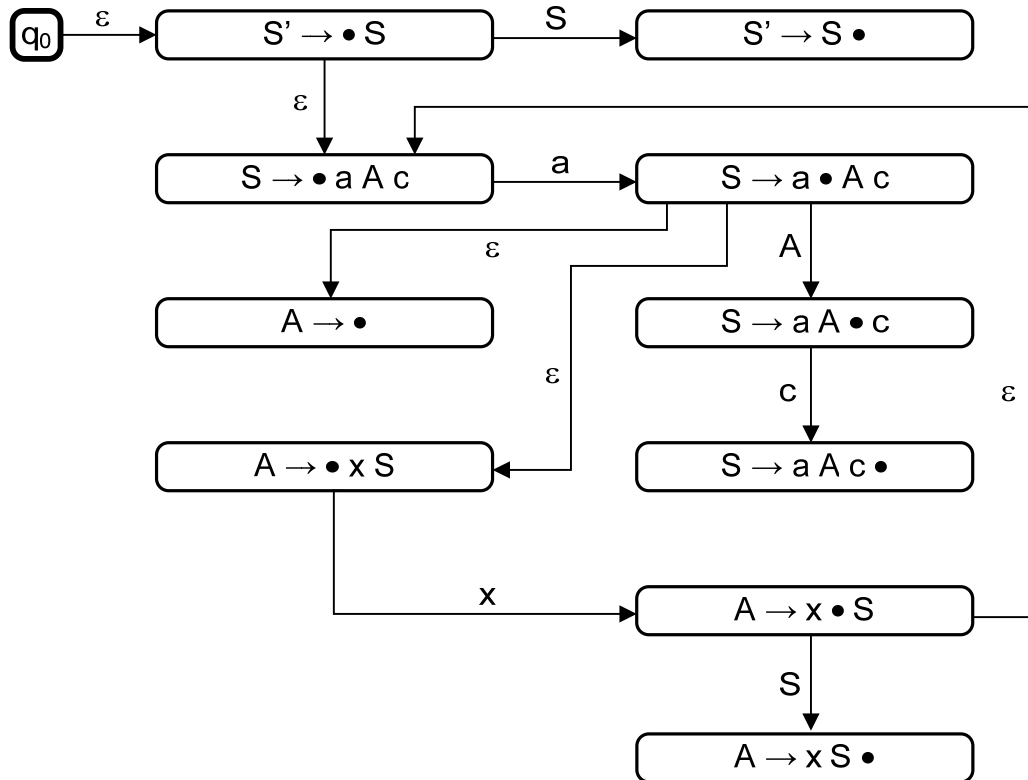 q0 ε S' → • S S S' → S •
ε
S → • a A c a S → a • A c
ε A
A → • S → a A • c
ε c ε
A → • x S S → a A c •
x A → x • S
S
A → x S •